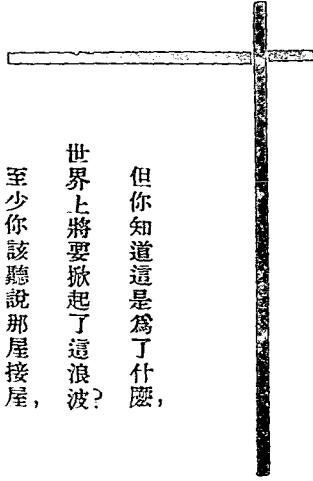 但你知道這是爲了什麽，
世界上將要掀起了這浪波？
至少你該聽說那屋接屋，